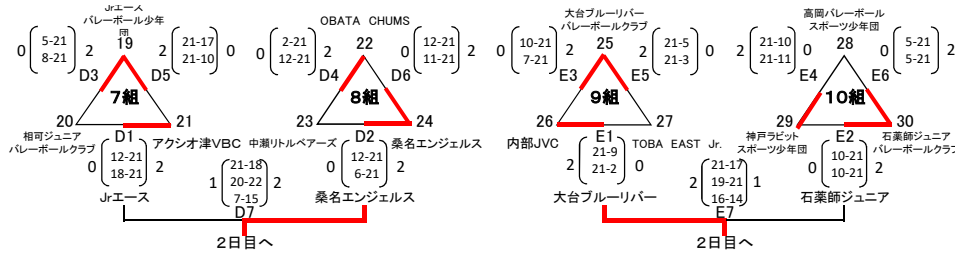 Jrエース
バレーボール少年
団
19
0
5-21
8-21
2
2
21-17
21-10
0
D3
D5
7組
20
21
D1
相可ジュニア
バレーボールクラブ
アクシオ津VBC
0
12-21
18-21
2
Jrエース
OBATA CHUMS
22
0
2-21
12-21
2
0
12-21
11-21
2
D4
D6
8組
23
24
D2
中瀬リトルベアーズ
桑名エンジェルス
0
12-21
6-21
2
桑名エンジェルス
1
21-18
20-22
7-15
2
D7
2日目へ
大台ブルーリバー
バレーボールクラブ
25
0
10-21
7-21
2
2
21-5
21-3
0
E3
E5
9組
26
27
E1
内部JVC
TOBA EAST Jr.
2
21-9
21-2
0
大台ブルーリバー
高岡バレーボール
スポーツ少年団
28
2
21-10
21-11
0
0
5-21
5-21
2
E4
E6
10組
29
30
E2
神戸ラビット
スポーツ少年団
石薬師ジュニア
バレーボールクラブ
0
10-21
10-21
2
石薬師ジュニア
2
21-17
19-21
16-14
1
E7
2日目へ